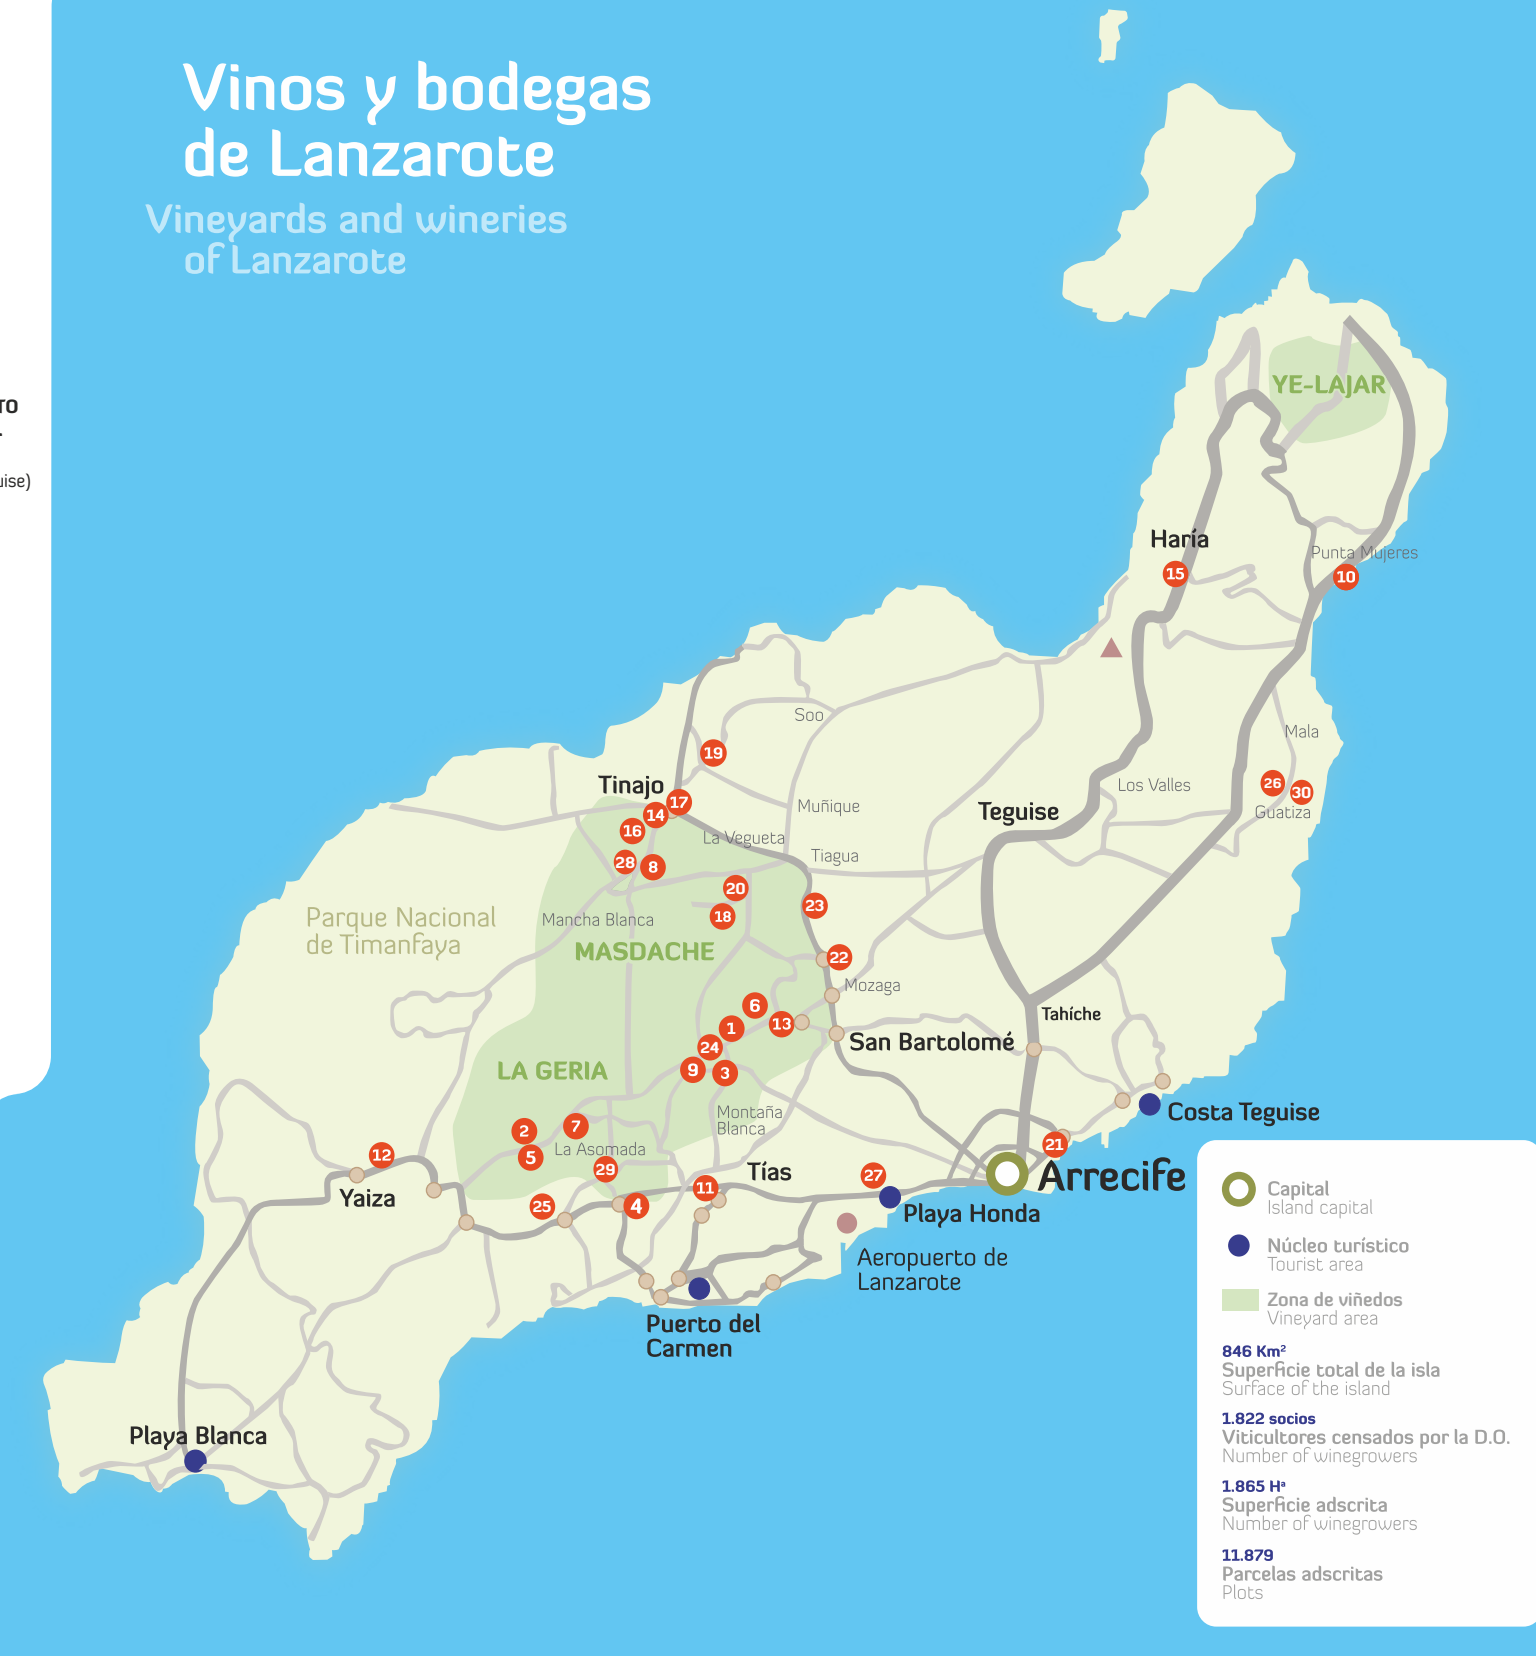 Vinos y bodegas
de Lanzarote
Vineyards and wineries
of Lanzarote
TO
uise)
YE-LAJAR
Haría
15
Punta Mujeres
10
Soo
Mala
19
Tinajo
17
14
16
Muñique
La Vegueta
Los Valles
26
30
Guatiza
Teguise
28
8
Tiagua
20
18
23
Parque Nacional
de Timanfaya
Mancha Blanca
MASDACHE
22
Mozaga
6
1
13
24
9
3
Tahíche
San Bartolomé
LA GERIA
Montaña
Blanca
Costa Teguise
2
7
5
La Asomada
29
12
21
Yaiza
25
4
11
Tías
27
Arrecife
Playa Honda
Aeropuerto de
Lanzarote
Puerto del
Carmen
Playa Blanca
Capital
Island capital
Núcleo turístico
Tourist area
Zona de viñedos
Vineyard area
846 Km²
Superficie total de la isla
Surface of the island
1.822 socios
Viticultores censados por la D.O.
Number of winegrowers
1.865 Hª
Superficie adscrita
Number of winegrowers
11.879
Parcelas adscritas
Plots